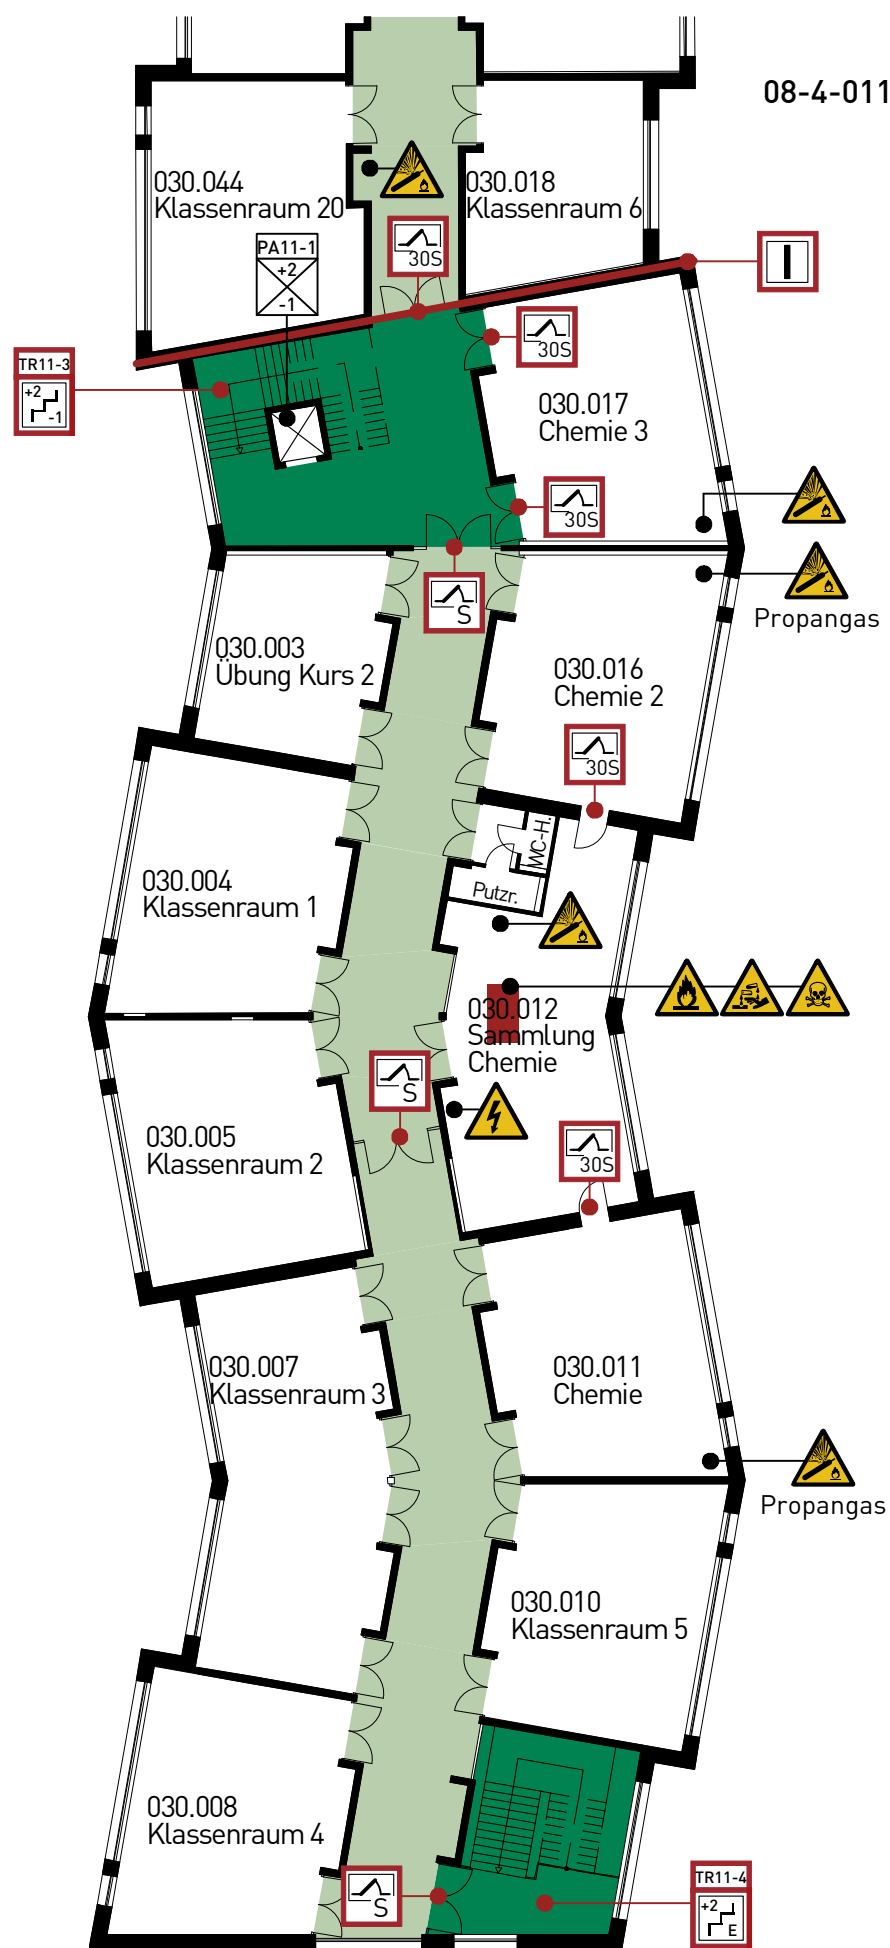 08-4-011
030.044
Klassenraum 20
030.018
Klassenraum 6
PA11-1
+2
-1
30S
TR11-3
+2
-1
30S
030.017
Chemie 3
30S
S
Propangas
030.003
Übung Kurs 2
030.016
Chemie 2
30S
WC-H.
Putzr.
030.004
Klassenraum 1
030.012
Sammlung
Chemie
S
030.005
Klassenraum 2
30S
030.007
Klassenraum 3
030.011
Chemie
Propangas
030.010
Klassenraum 5
030.008
Klassenraum 4
S
TR11-4
+2
E